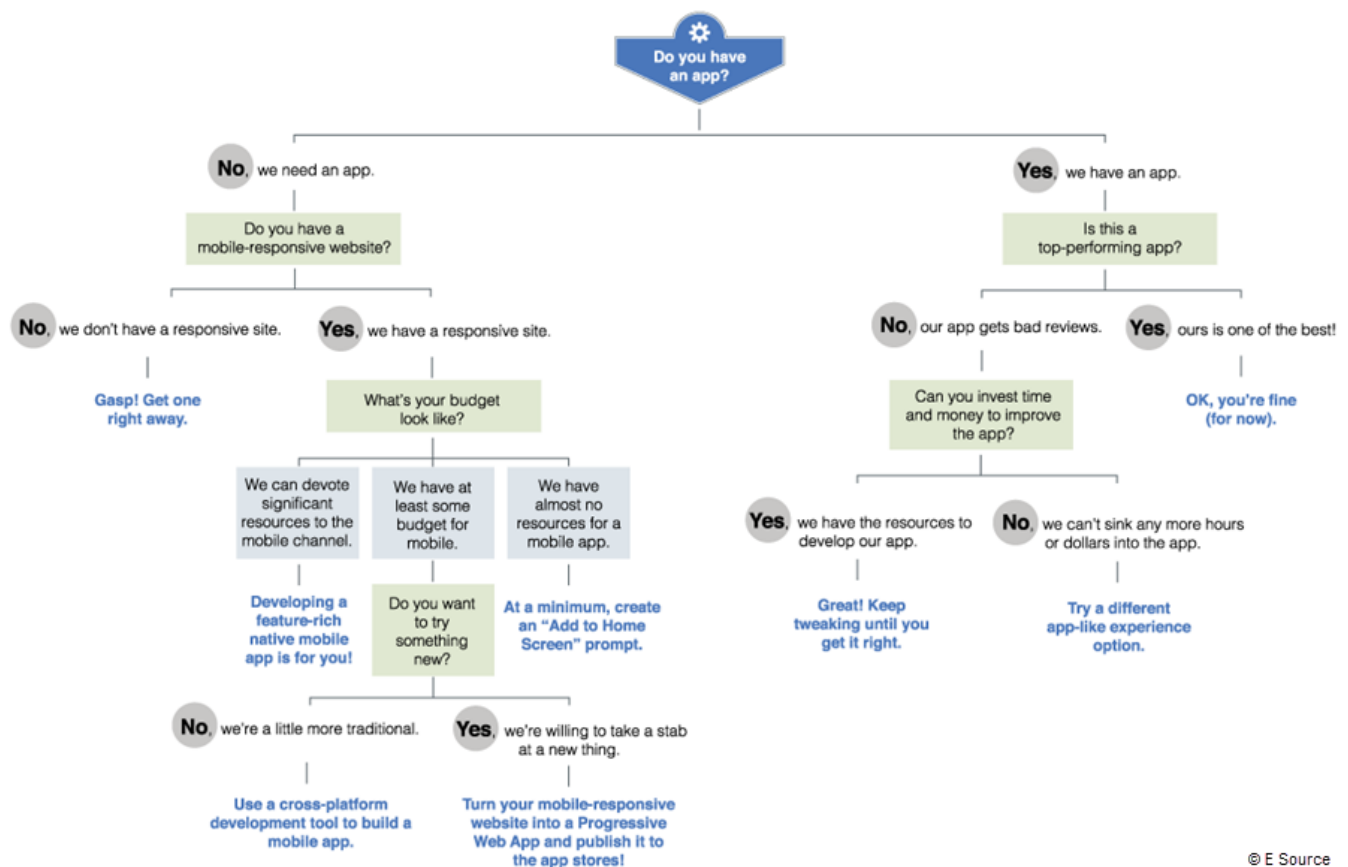 Do you have
an app?
No, we need an app.
Yes, we have an app.
Do you have a
mobile-responsive website?
Is this a
top-performing app?
No, we don't have a responsive site.
Yes, we have a responsive site.
No, our app gets bad reviews.
Yes, ours is one of the best!
Gasp! Get one
right away.
What's your budget
look like?
Can you invest time
and money to improve
the app?
OK, you're fine
(for now).
We can devote
significant
resources to the
mobile channel.
We have at
least some
budget for
mobile.
We have
almost no
resources for a
mobile app.
Yes, we have the resources to
develop our app.
No, we can't sink any more hours
or dollars into the app.
Developing a
feature-rich
native mobile
app is for you!
Do you want
to try
something
new?
At a minimum, create
an “Add to Home
Screen” prompt.
Great! Keep
tweaking until you
get it right.
Try a different
app-like experience
option.
No, we're a little more traditional.
Yes, we're willing to take a stab
at a new thing.
Use a cross-platform
development tool to build a
mobile app.
Turn your mobile-responsive
website into a Progressive
Web App and publish it to
the app stores!
© E Source